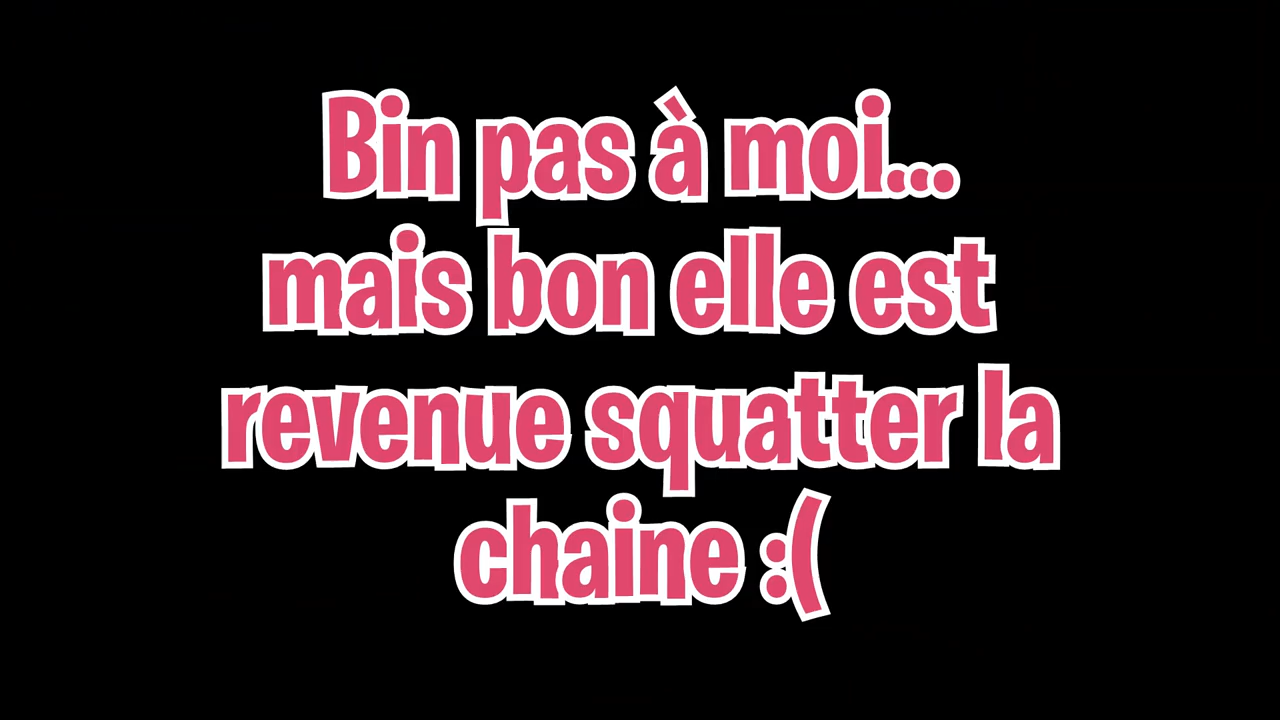 Bin pas à moi...
mais bon elle est
revenue squatter la
chaine :(